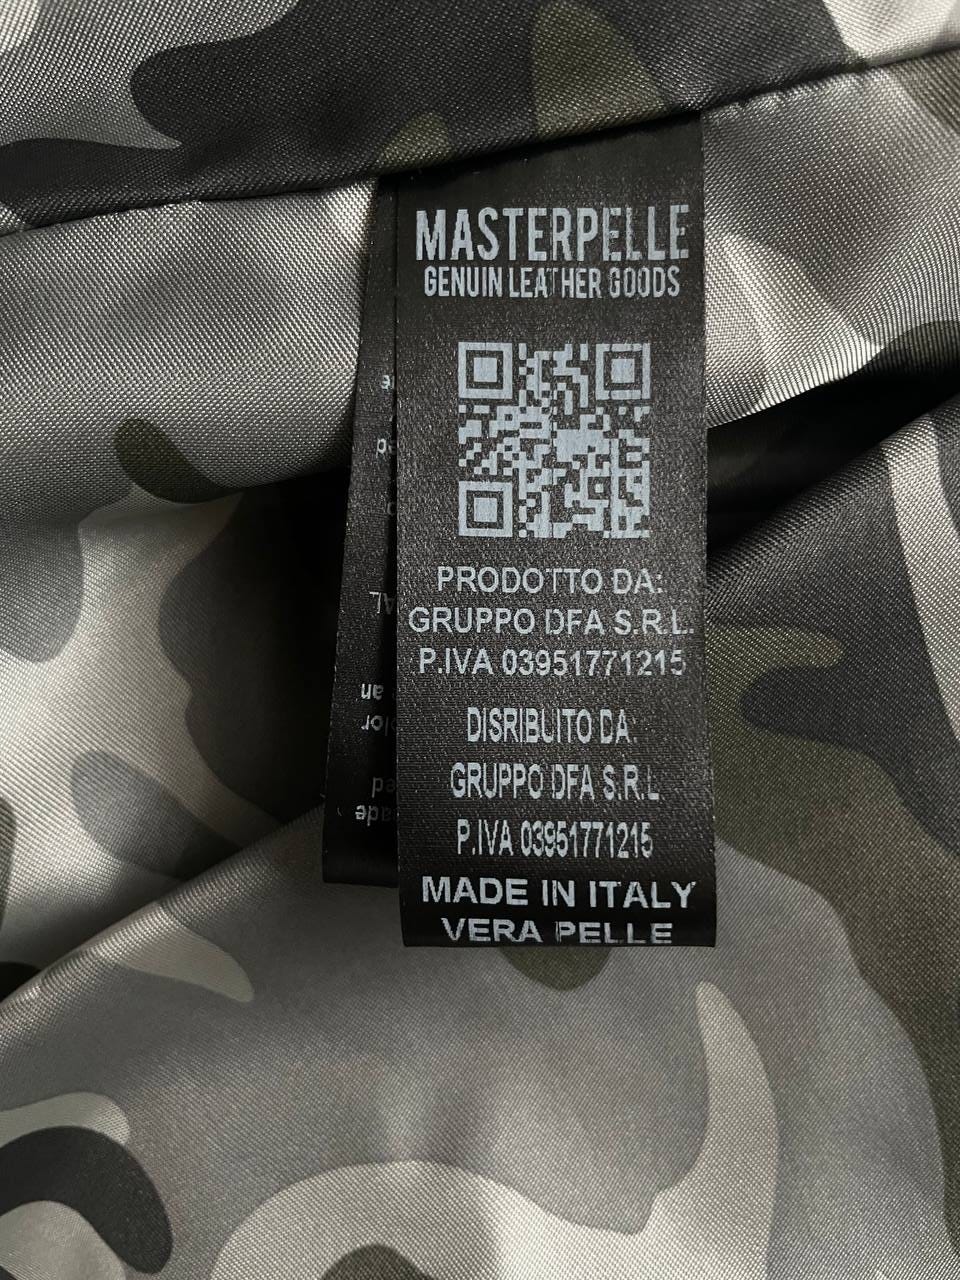 MASTERPELLE
GENUIN LEATHER GOODS
PRODOTTO DA:
GRUPPO DFA S.R.L.
P.IVA 03951771215
DISRIBUITO DA:
GRUPPO DFA S.R.L
P.IVA 03951771215
MADE IN ITALY
VERA PELLE